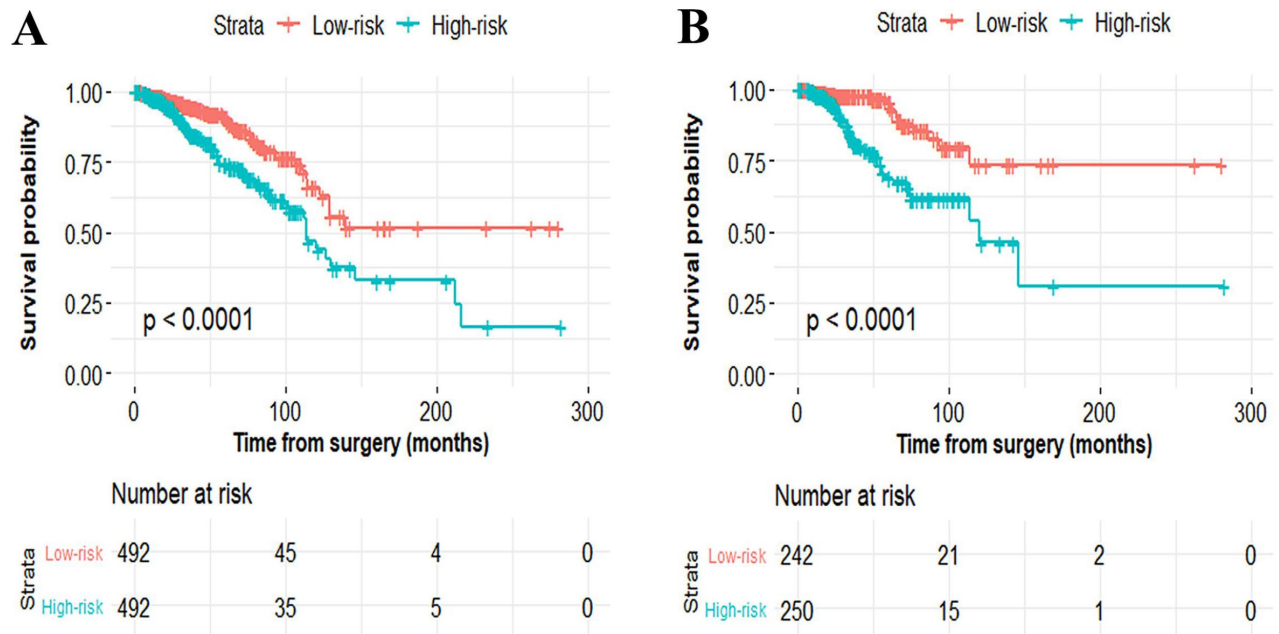 A
Strata Low-risk High-risk
Survival probability
1.00
0.75
0.50
0.25
0.00
p < 0.0001
0 100 200 300
Time from surgery (months)
Number at risk
Strata
Low-risk 492 45 4 0
High-risk 492 35 5 0
B
Strata Low-risk High-risk
Survival probability
1.00
0.75
0.50
0.25
0.00
p < 0.0001
0 100 200 300
Time from surgery (months)
Number at risk
Strata
Low-risk 242 21 2 0
High-risk 250 15 1 0